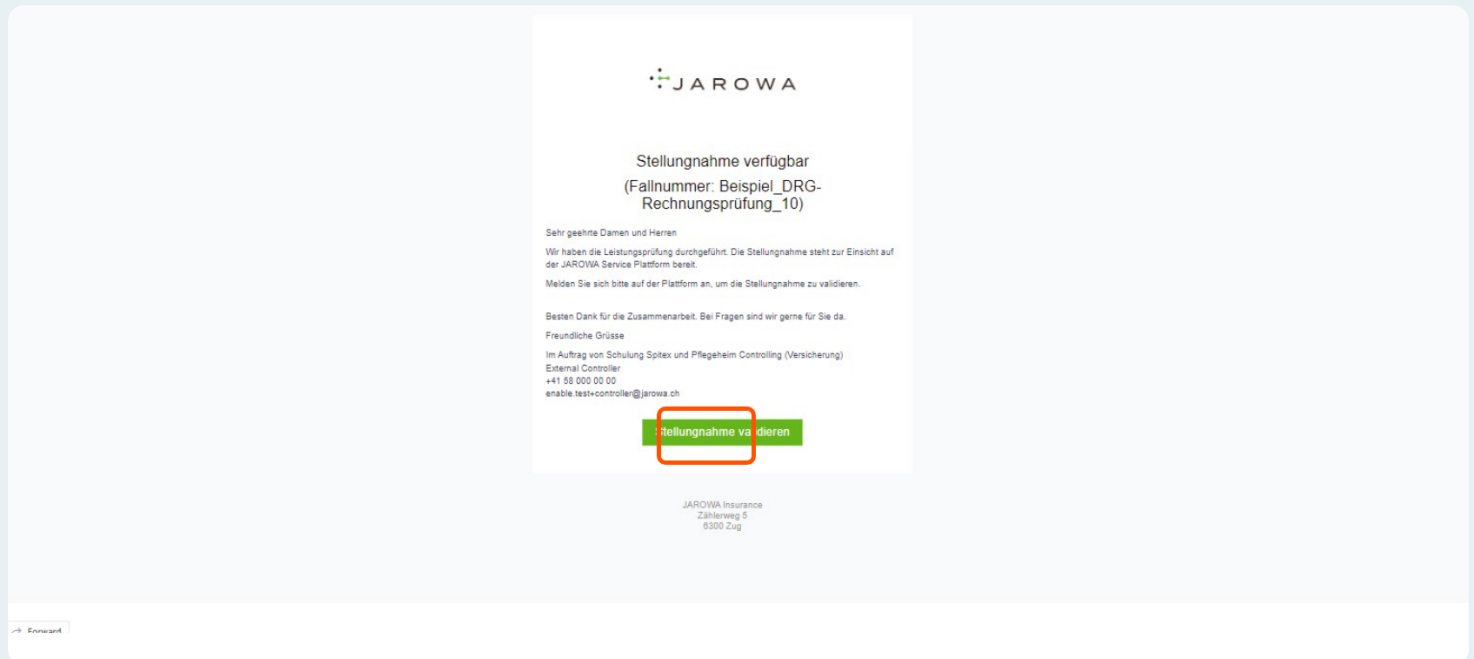 JAROWA
Stellungnahme verfügbar
(Fallnummer: Beispiel_DRG-
Rechnungsprüfung_10)
Sehr geehrte Damen und Herren
Wir haben die Leistungsprüfung durchgeführt. Die Stellungnahme steht zur Einsicht auf
der JAROWA Service Plattform bereit.
Melden Sie sich bitte auf der Plattform an, um die Stellungnahme zu validieren.
Besten Dank für die Zusammenarbeit. Bei Fragen sind wir gerne für Sie da.
Freundliche Grüsse
Im Auftrag von Schulung Spitex und Pflegeheim Controlling (Versicherung)
External Controller
+41 58 000 00 00
enable.test+controller@jarowa.ch
Stellungnahme validieren
JAROWA Insurance
Zählerweg 5
6300 Zug
Forward